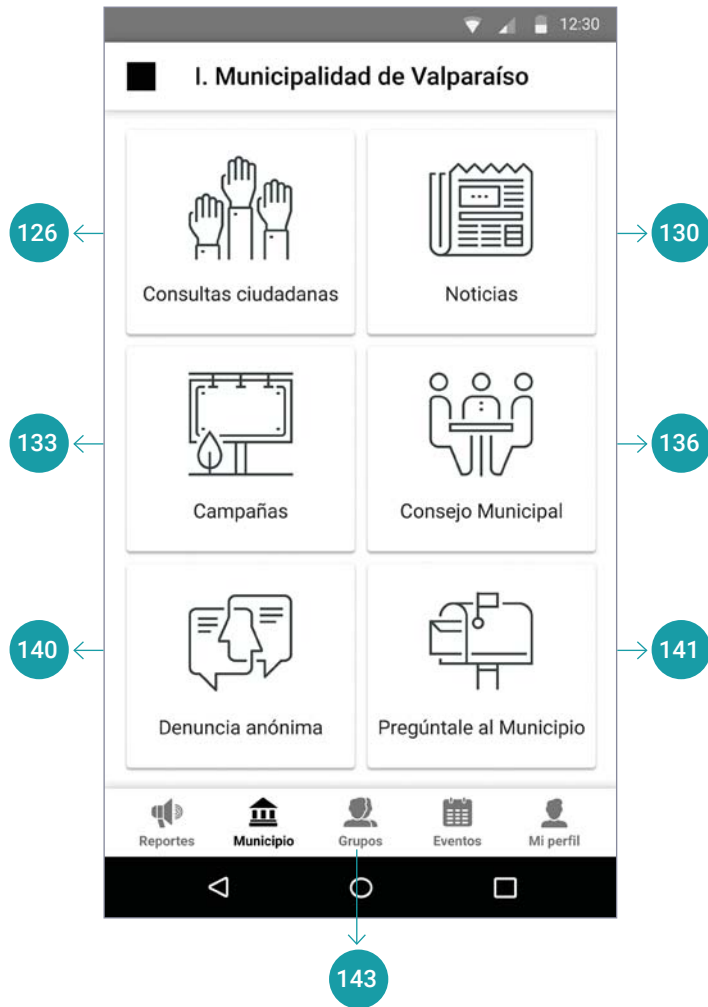 12:30
I. Municipalidad de Valparaíso
126
Consultas ciudadanas
Noticias
130
133
Campañas
Consejo Municipal
136
140
Denuncia anónima
Pregúntale al Municipio
141
Reportes
Municipio
Grupos
Eventos
Mi perfil
143